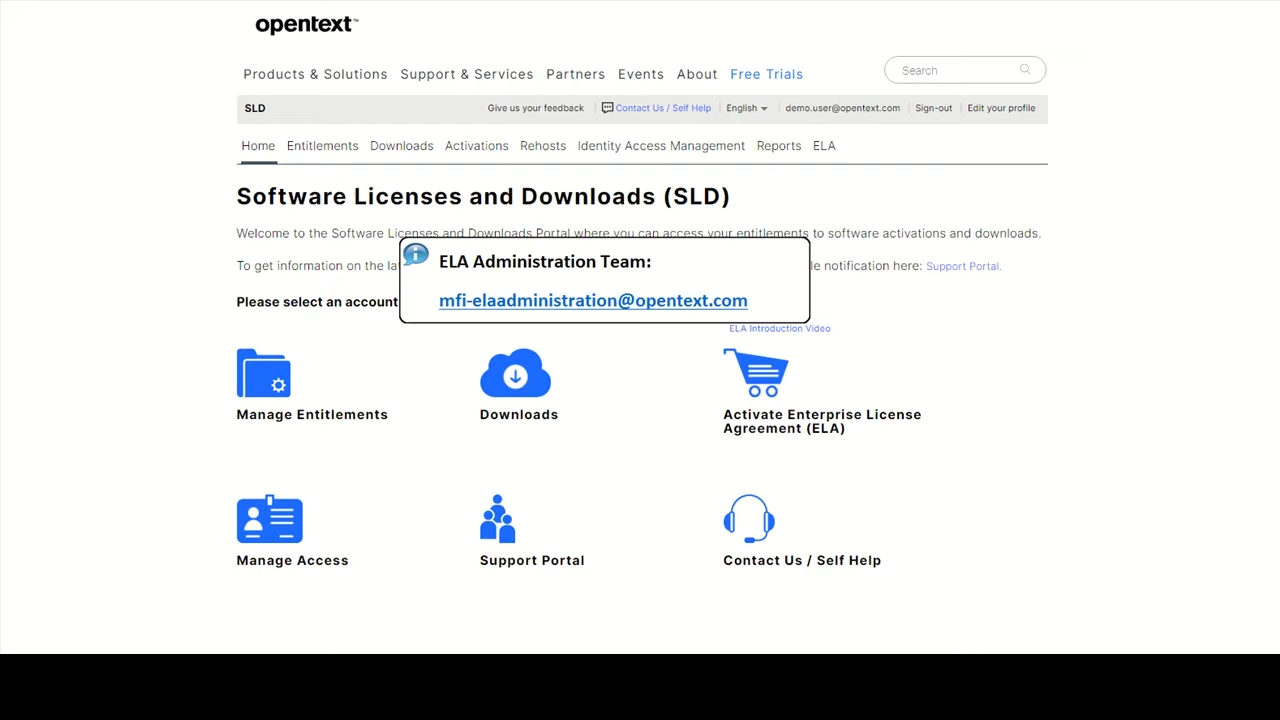 opentext™
Products & Solutions Support & Services Partners Events About Free Trials
Search
SLD Give us your feedback Contact Us / Self Help English demo.user@opentext.com Sign-out Edit your profile
Home Entitlements Downloads Activations Rehosts Identity Access Management Reports ELA
Software Licenses and Downloads (SLD)
Welcome to the Software Licenses and Downloads Portal where you can access your entitlements to software activations and downloads.
To get information on the la
le notification here: Support Portal.
ELA Administration Team:
mfi-elaadministration@opentext.com
Please select an account
ELA Introduction Video
Manage Entitlements
Downloads
Activate Enterprise License
Agreement (ELA)
Manage Access
Support Portal
Contact Us / Self Help